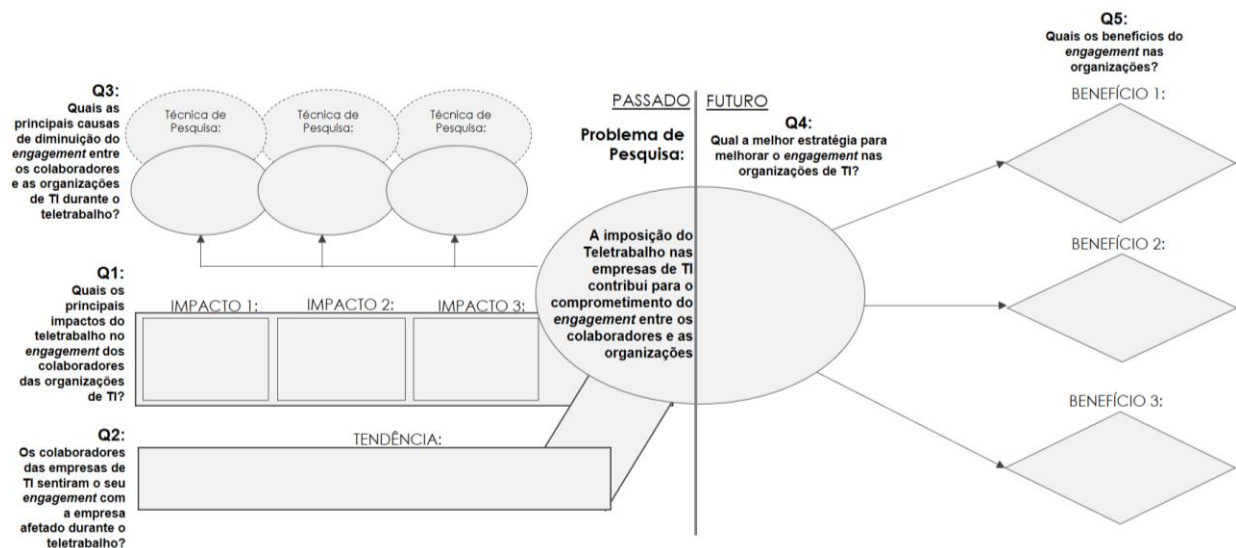 Q3:
Quais as
principais causas
de diminuição do
engagement entre
os colaboradores
e as organizações
de TI durante o
teletrabalho?
Técnica de
Pesquisa:
Técnica de
Pesquisa:
Técnica de
Pesquisa:
Q1:
Quais os
principais
impactos do
teletrabalho no
engagement dos
colaboradores
das organizações
de TI?
IMPACTO 1:
IMPACTO 2:
IMPACTO 3:
Q2:
Os colaboradores
das empresas de
TI sentiram o seu
engagement com
a empresa
afetado durante o
teletrabalho?
TENDÊNCIA:
PASSADO
FUTURO
Problema de
Pesquisa:
A imposição do
Teletrabalho nas
empresas de TI
contribui para o
comprometimento do
engagement entre os
colaboradores e as
organizações
Q4:
Qual a melhor estratégia para
melhorar o engagement nas
organizações de TI?
Q5:
Quais os benefícios do
engagement nas
organizações?
BENEFÍCIO 1:
BENEFÍCIO 2:
BENEFÍCIO 3: